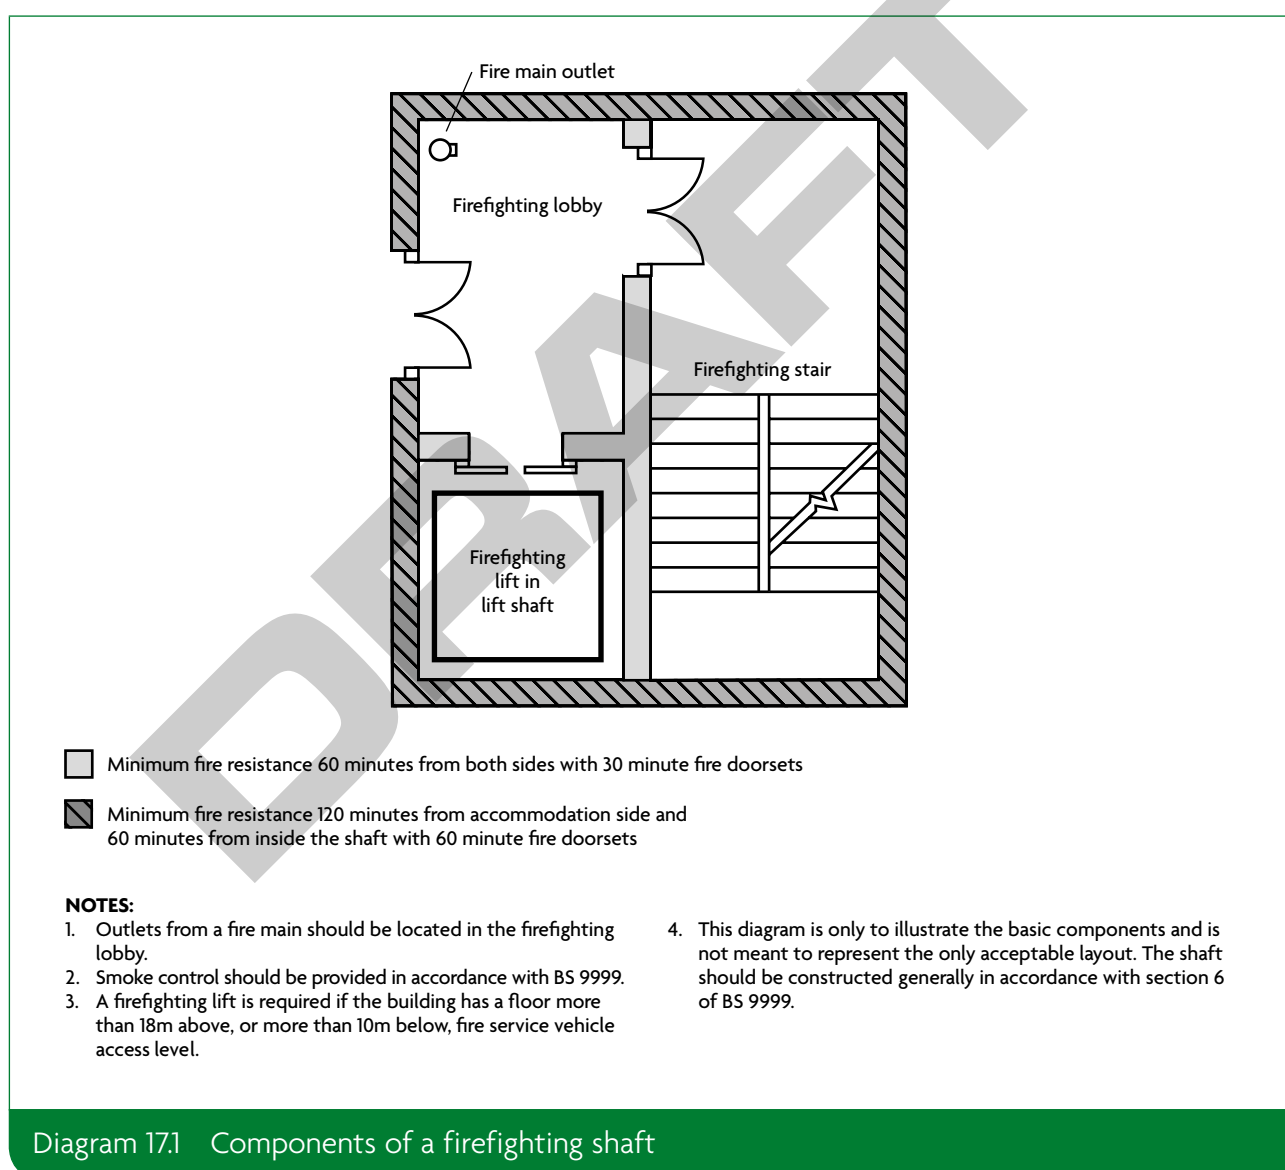 Fire main outlet
Firefighting lobby
Firefighting stair
Firefighting
lift in
lift shaft
DRAFT
Minimum fire resistance 60 minutes from both sides with 30 minute fire doorsets
Minimum fire resistance 120 minutes from accommodation side and
60 minutes from inside the shaft with 60 minute fire doorsets
NOTES:
1. Outlets from a fire main should be located in the firefighting
lobby.
2. Smoke control should be provided in accordance with BS 9999.
3. A firefighting lift is required if the building has a floor more
than 18m above, or more than 10m below, fire service vehicle
access level.
4. This diagram is only to illustrate the basic components and is
not meant to represent the only acceptable layout. The shaft
should be constructed generally in accordance with section 6
of BS 9999.
Diagram 17.1 Components of a firefighting shaft